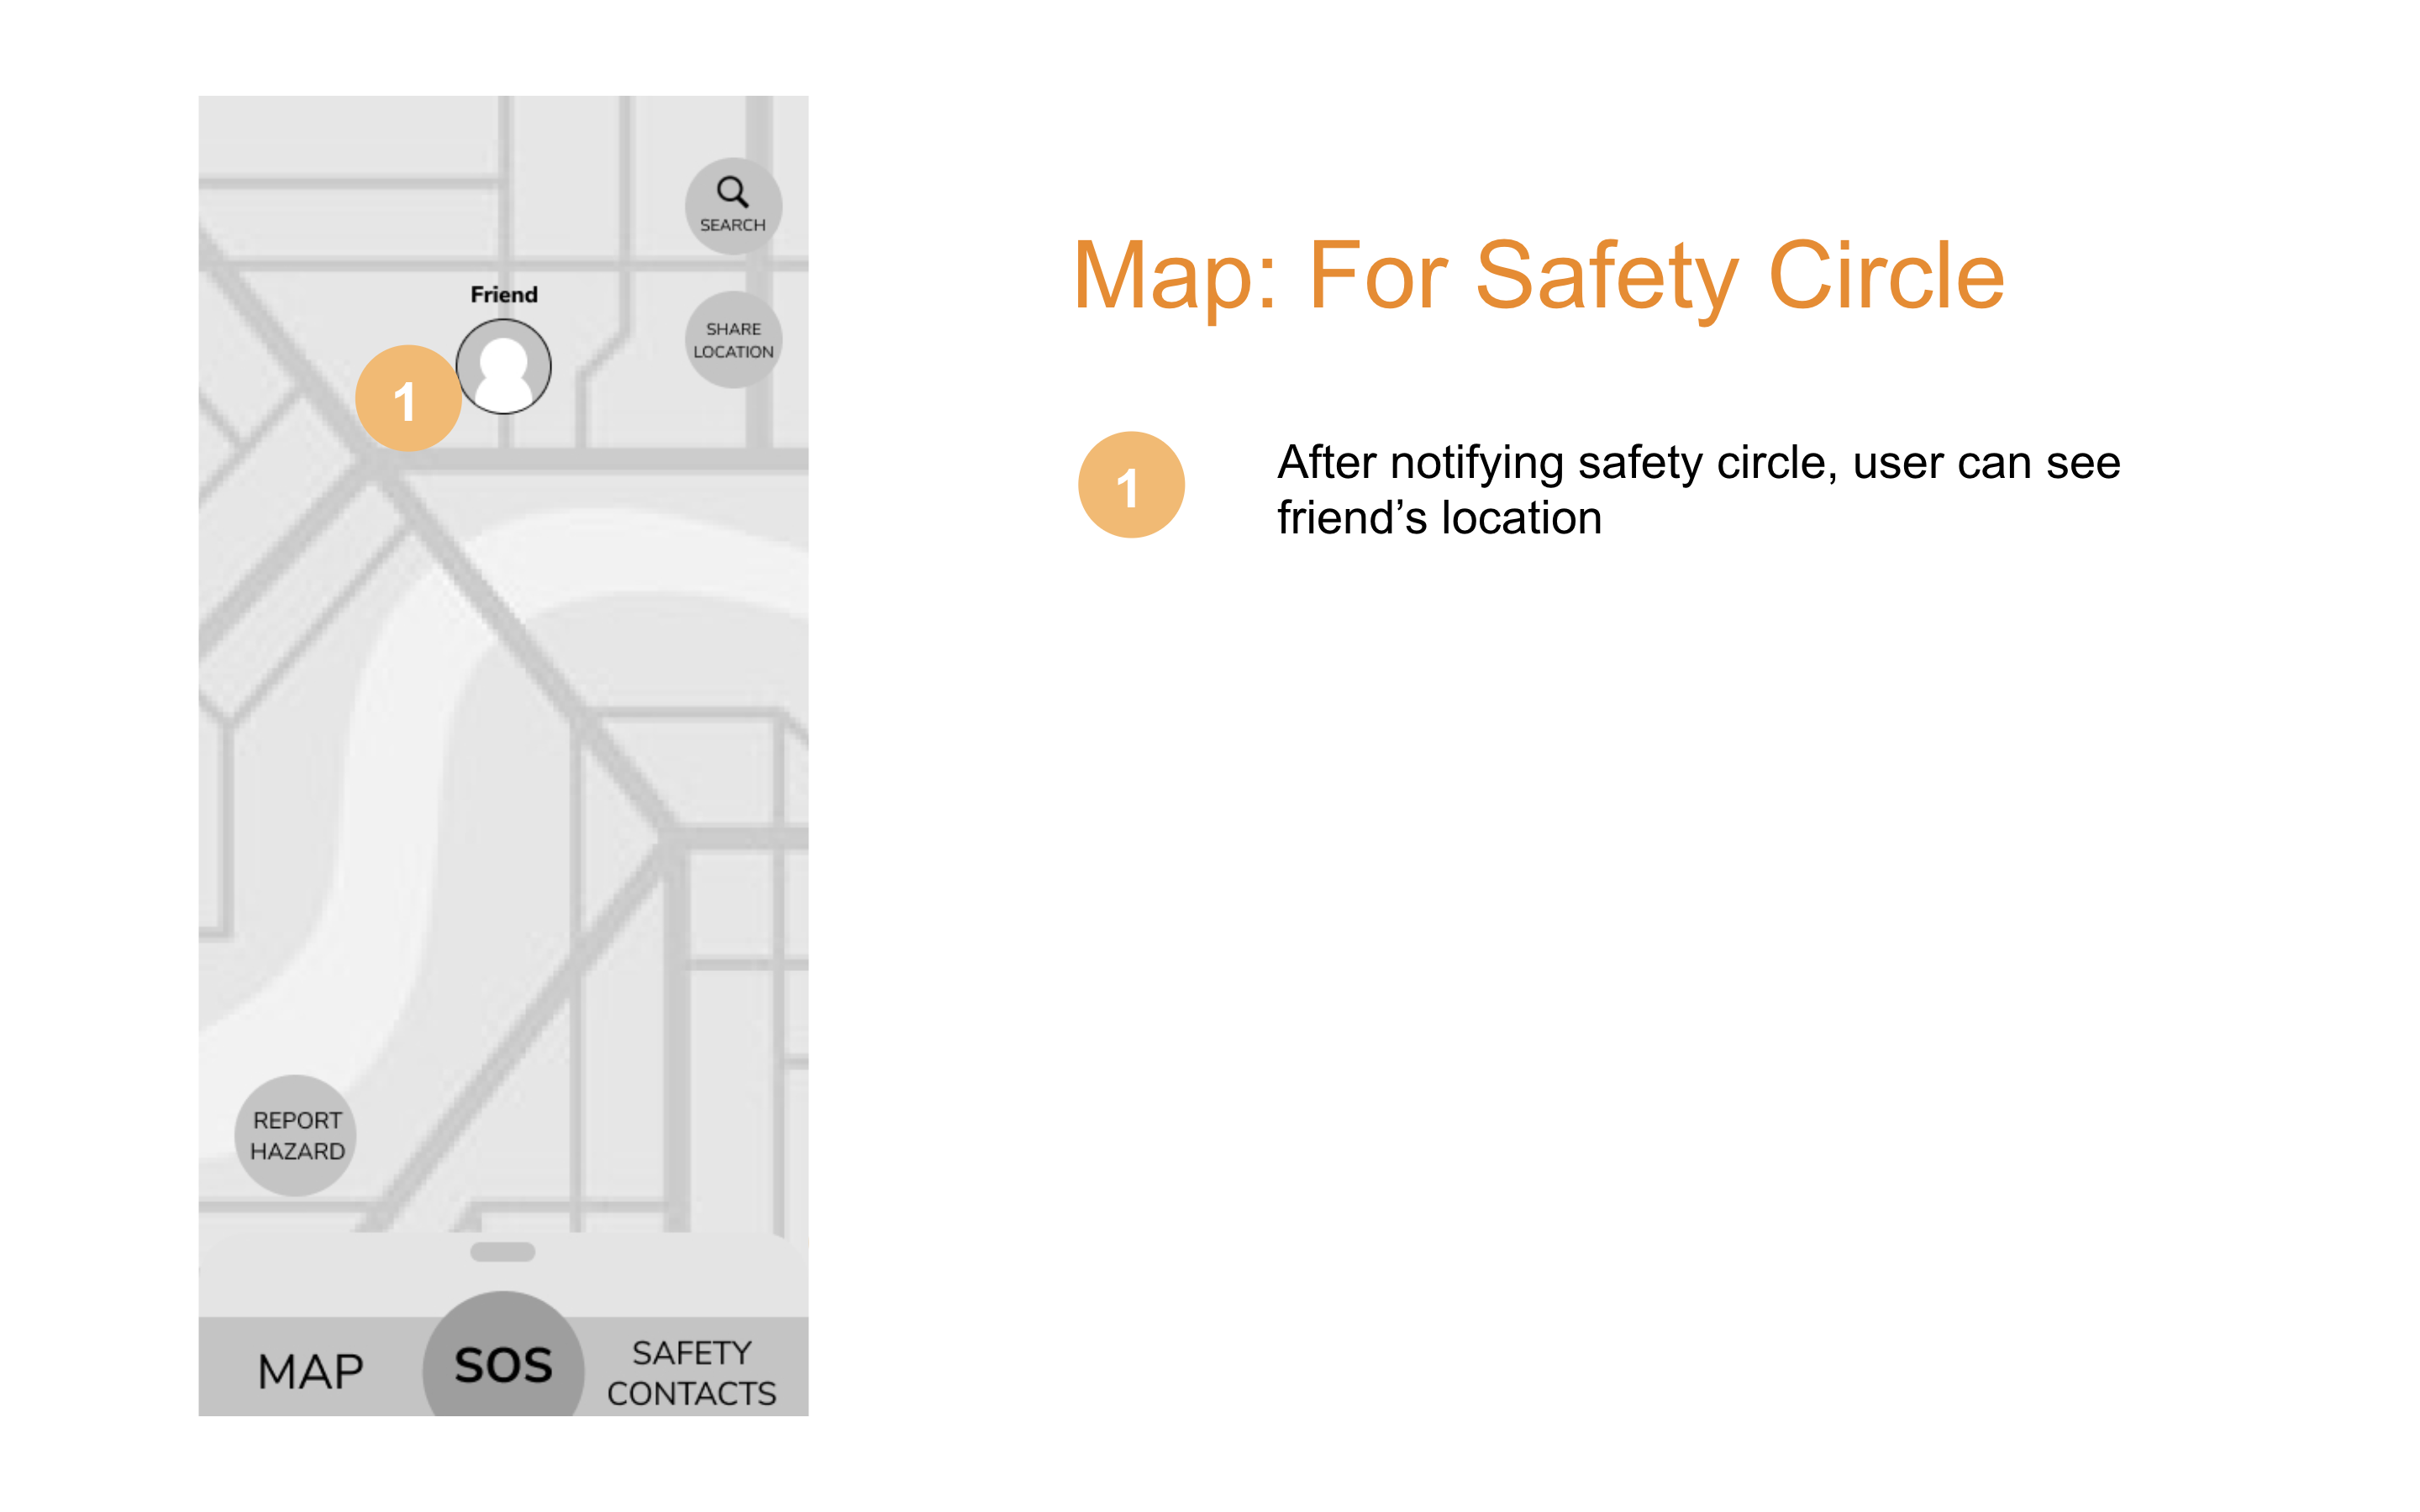 SEARCH
Friend
SHARE
LOCATION
1
REPORT
HAZARD
MAP
SOS
SAFETY
CONTACTS
Map: For Safety Circle
1
After notifying safety circle, user can see
friend’s location